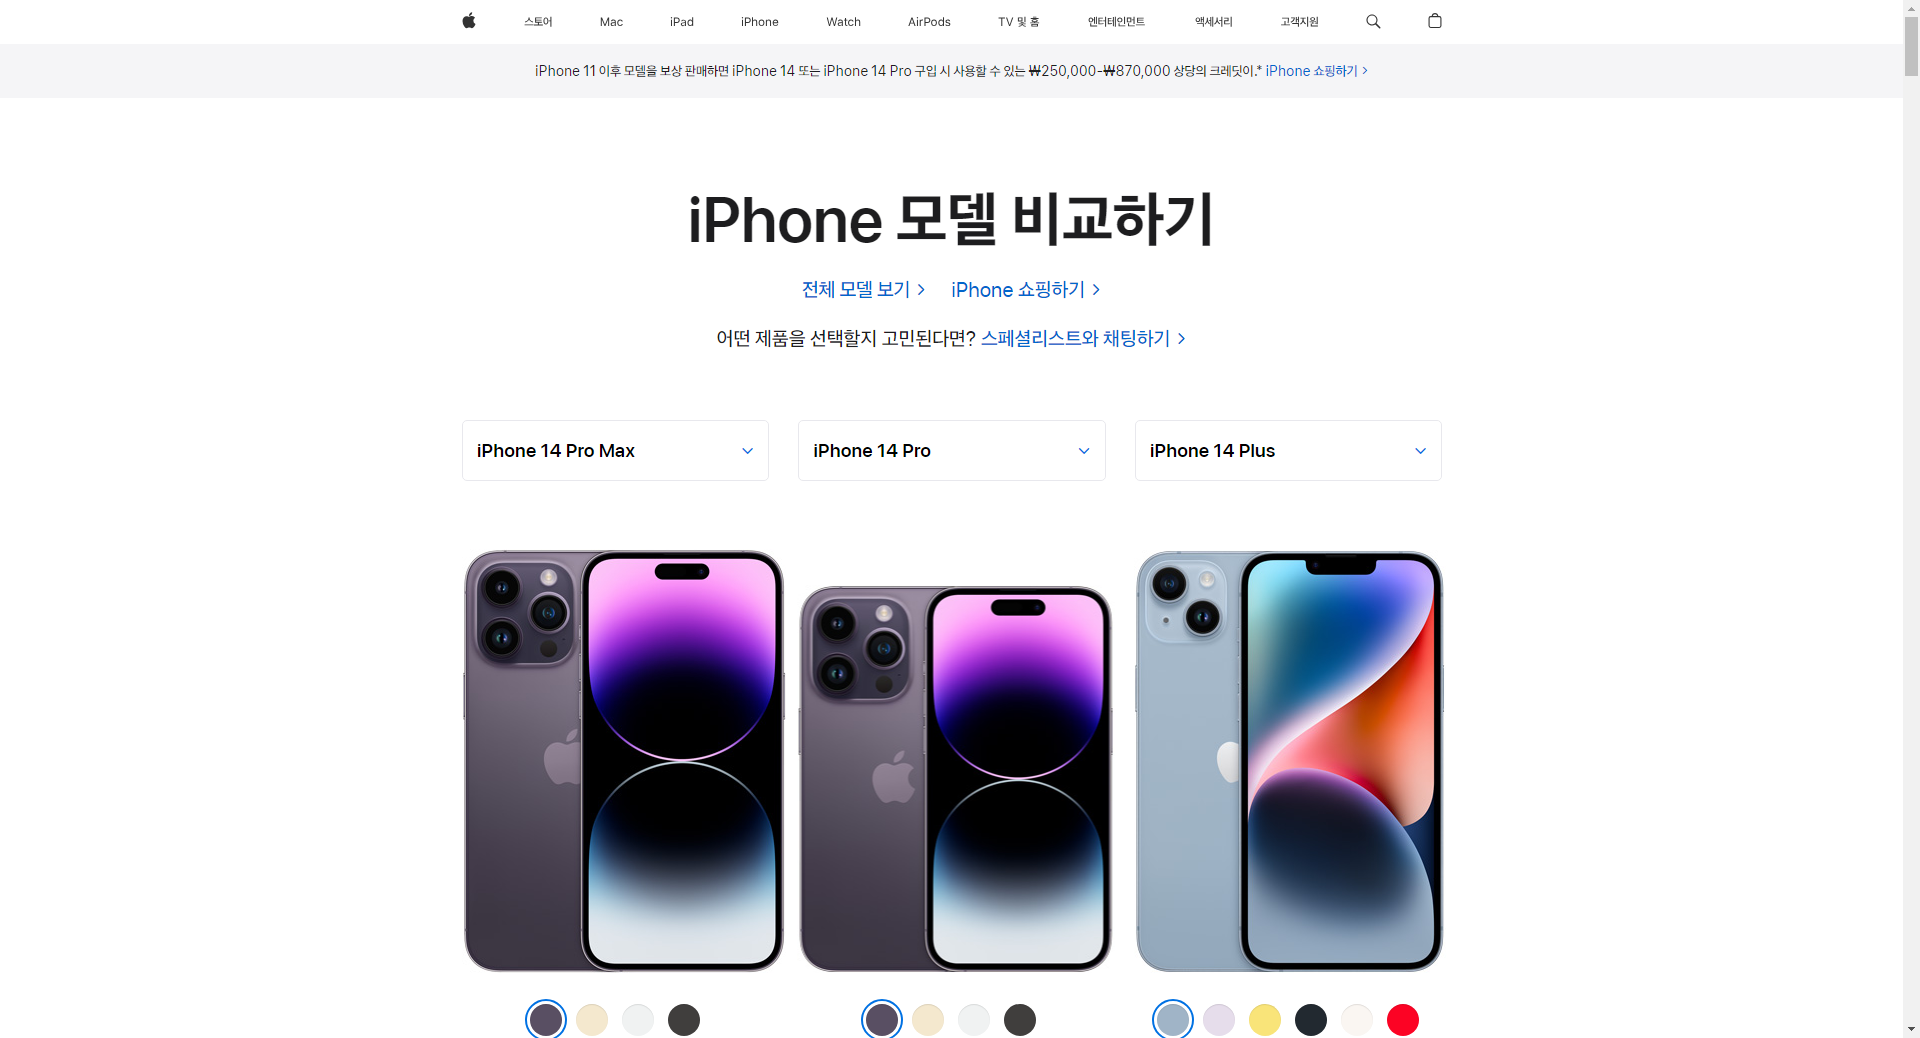 스토어 Mac iPad iPhone Watch AirPods TV 및 홈 엔터테인먼트 액세서리 고객지원
iPhone 11 이후 모델을 보상 판매하면 iPhone 14 또는 iPhone 14 Pro 구입 시 사용할 수 있는 ₩250,000-₩870,000 상당의 크레딧이.* iPhone 쇼핑하기 >
iPhone 모델 비교하기
전체 모델 보기 > iPhone 쇼핑하기 >
어떤 제품을 선택할지 고민된다면? 스페셜리스트와 채팅하기 >
iPhone 14 Pro Max iPhone 14 Pro iPhone 14 Plus